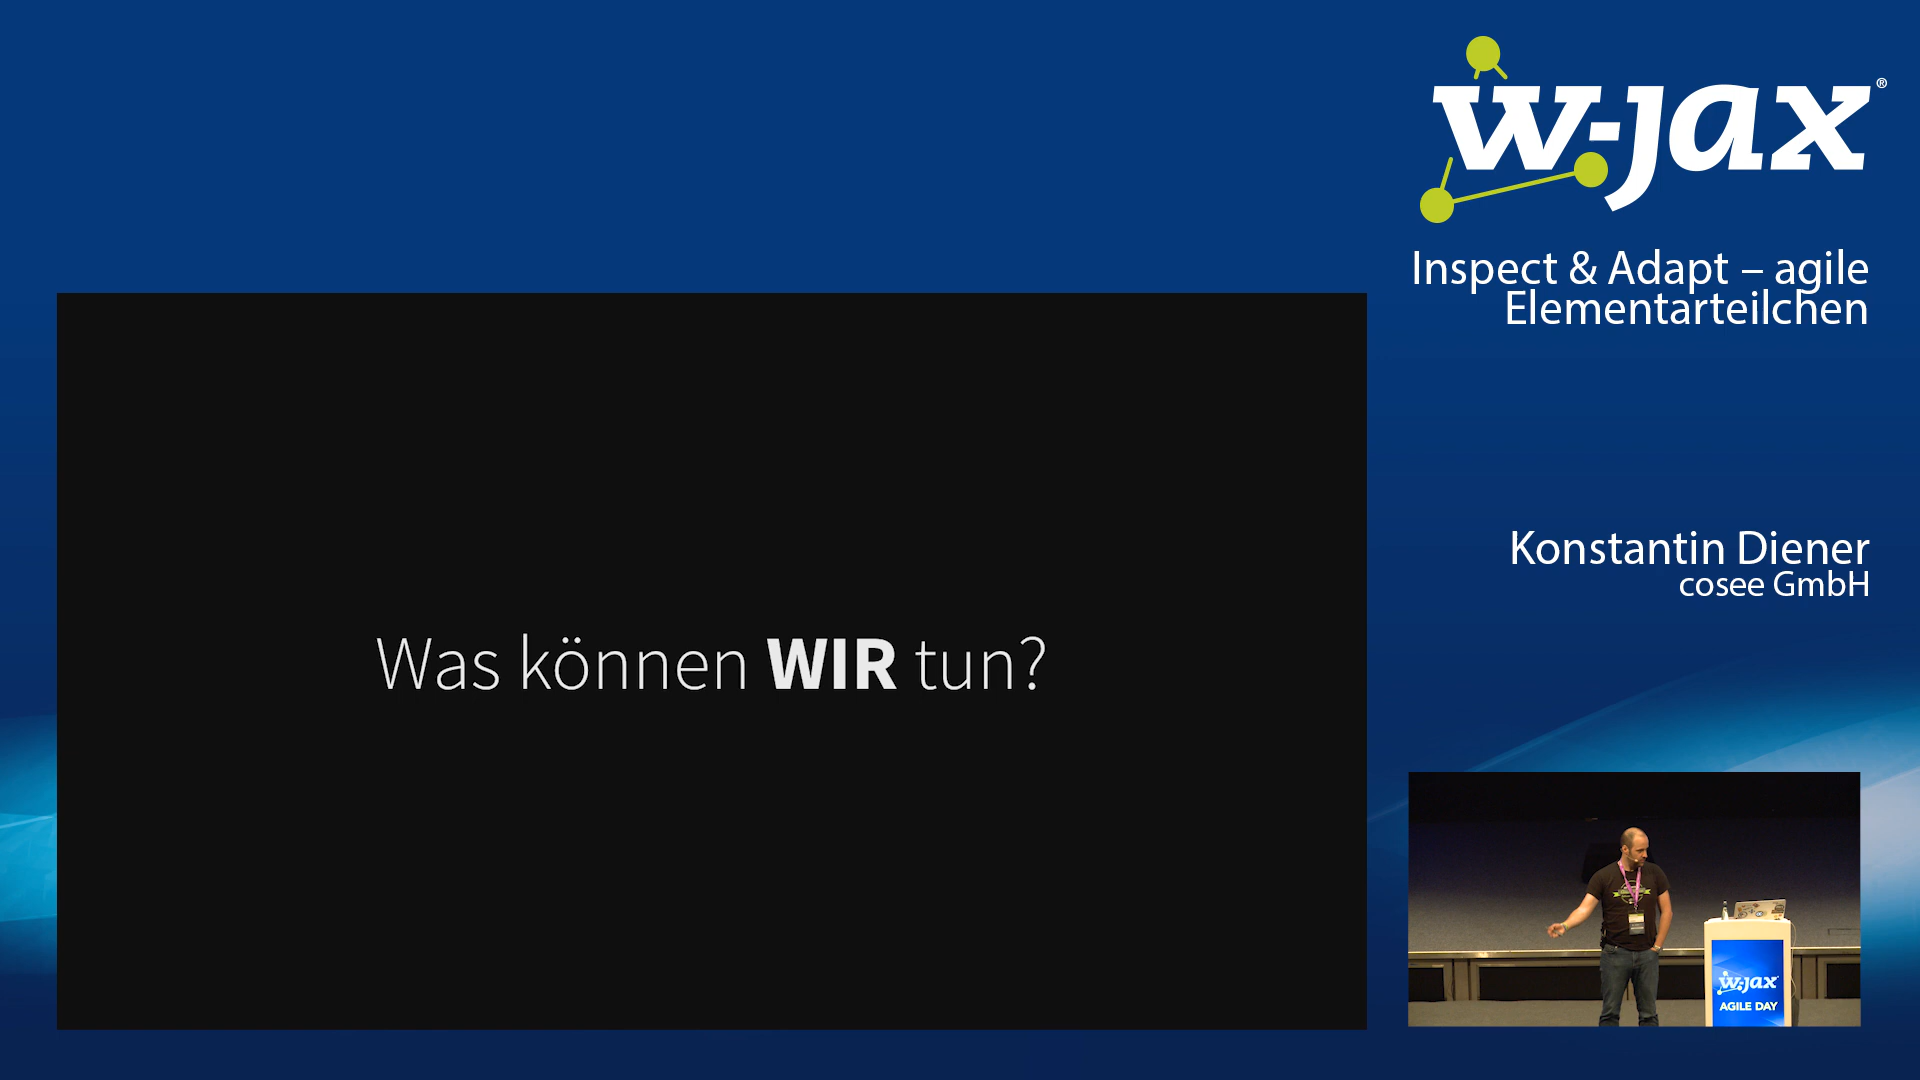 w-jax®
Inspect & Adapt – agile
Elementarteilchen
Was können WIR tun?
Konstantin Diener
cosee GmbH
w-jax
AGILE DAY